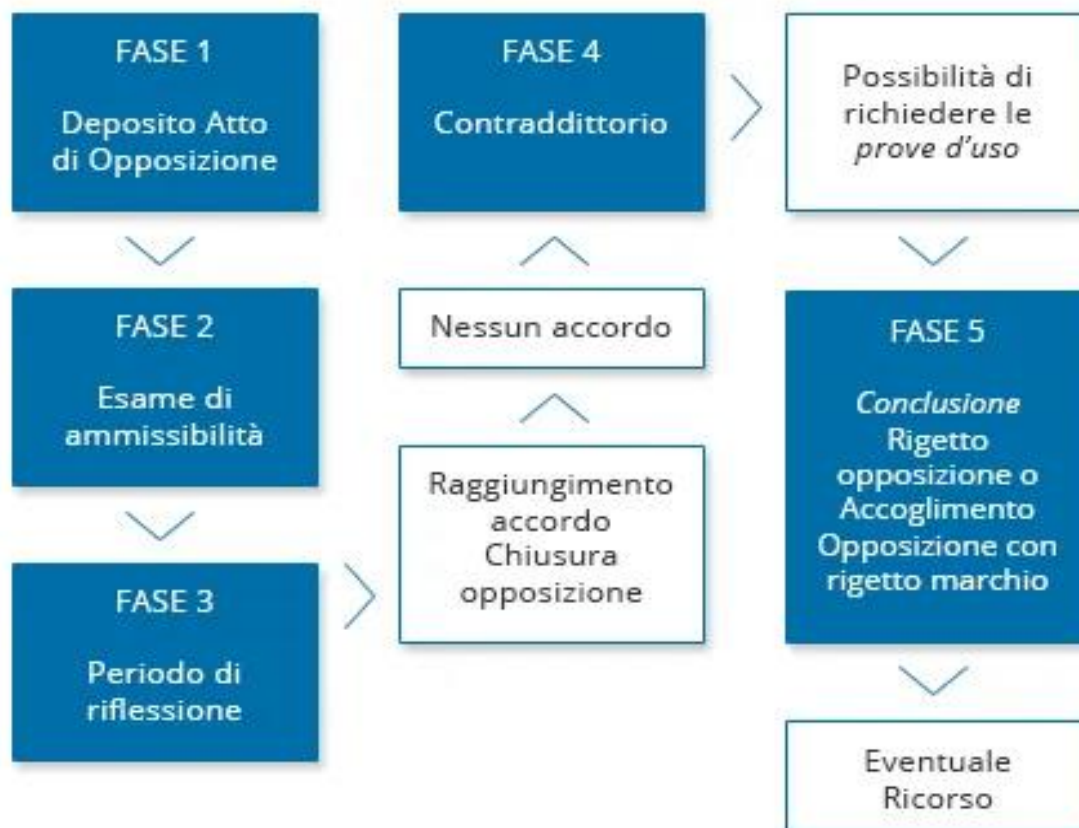 FASE 1
Deposito Atto
di Opposizione
FASE 2
Esame di
ammissibilità
FASE 3
Periodo di
riflessione
Raggiungimento
accordo
Chiusura
opposizione
Nessun accordo
FASE 4
Contraddittorio
Possibilità di
richiedere le
prove d'uso
FASE 5
Conclusione
Rigetto
opposizione o
Accoglimento
Opposizione con
rigetto marchio
Eventuale
Ricorso